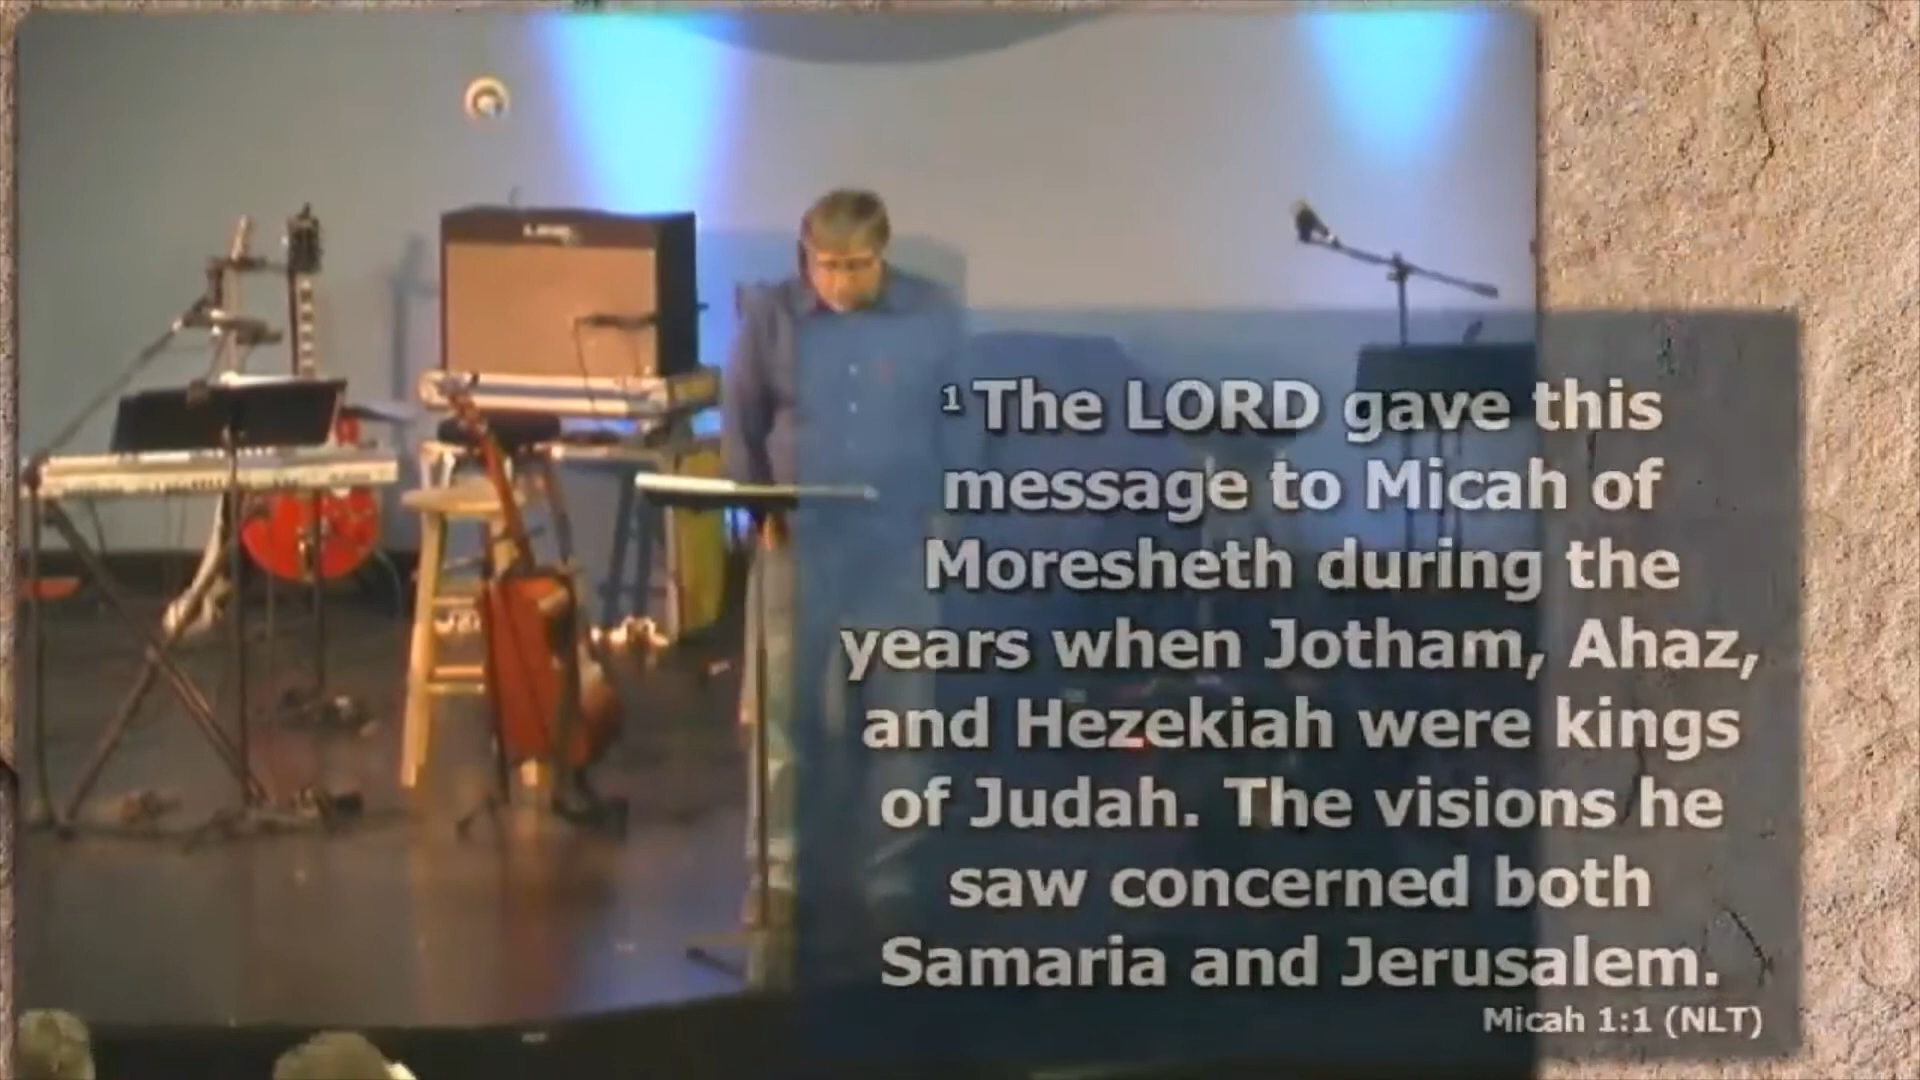 1 The LORD gave this
message to Micah of
Moresheth during the
years when Jotham, Ahaz,
and Hezekiah were kings
of Judah. The visions he
saw concerned both
Samaria and Jerusalem.
Micah 1:1 (NLT)